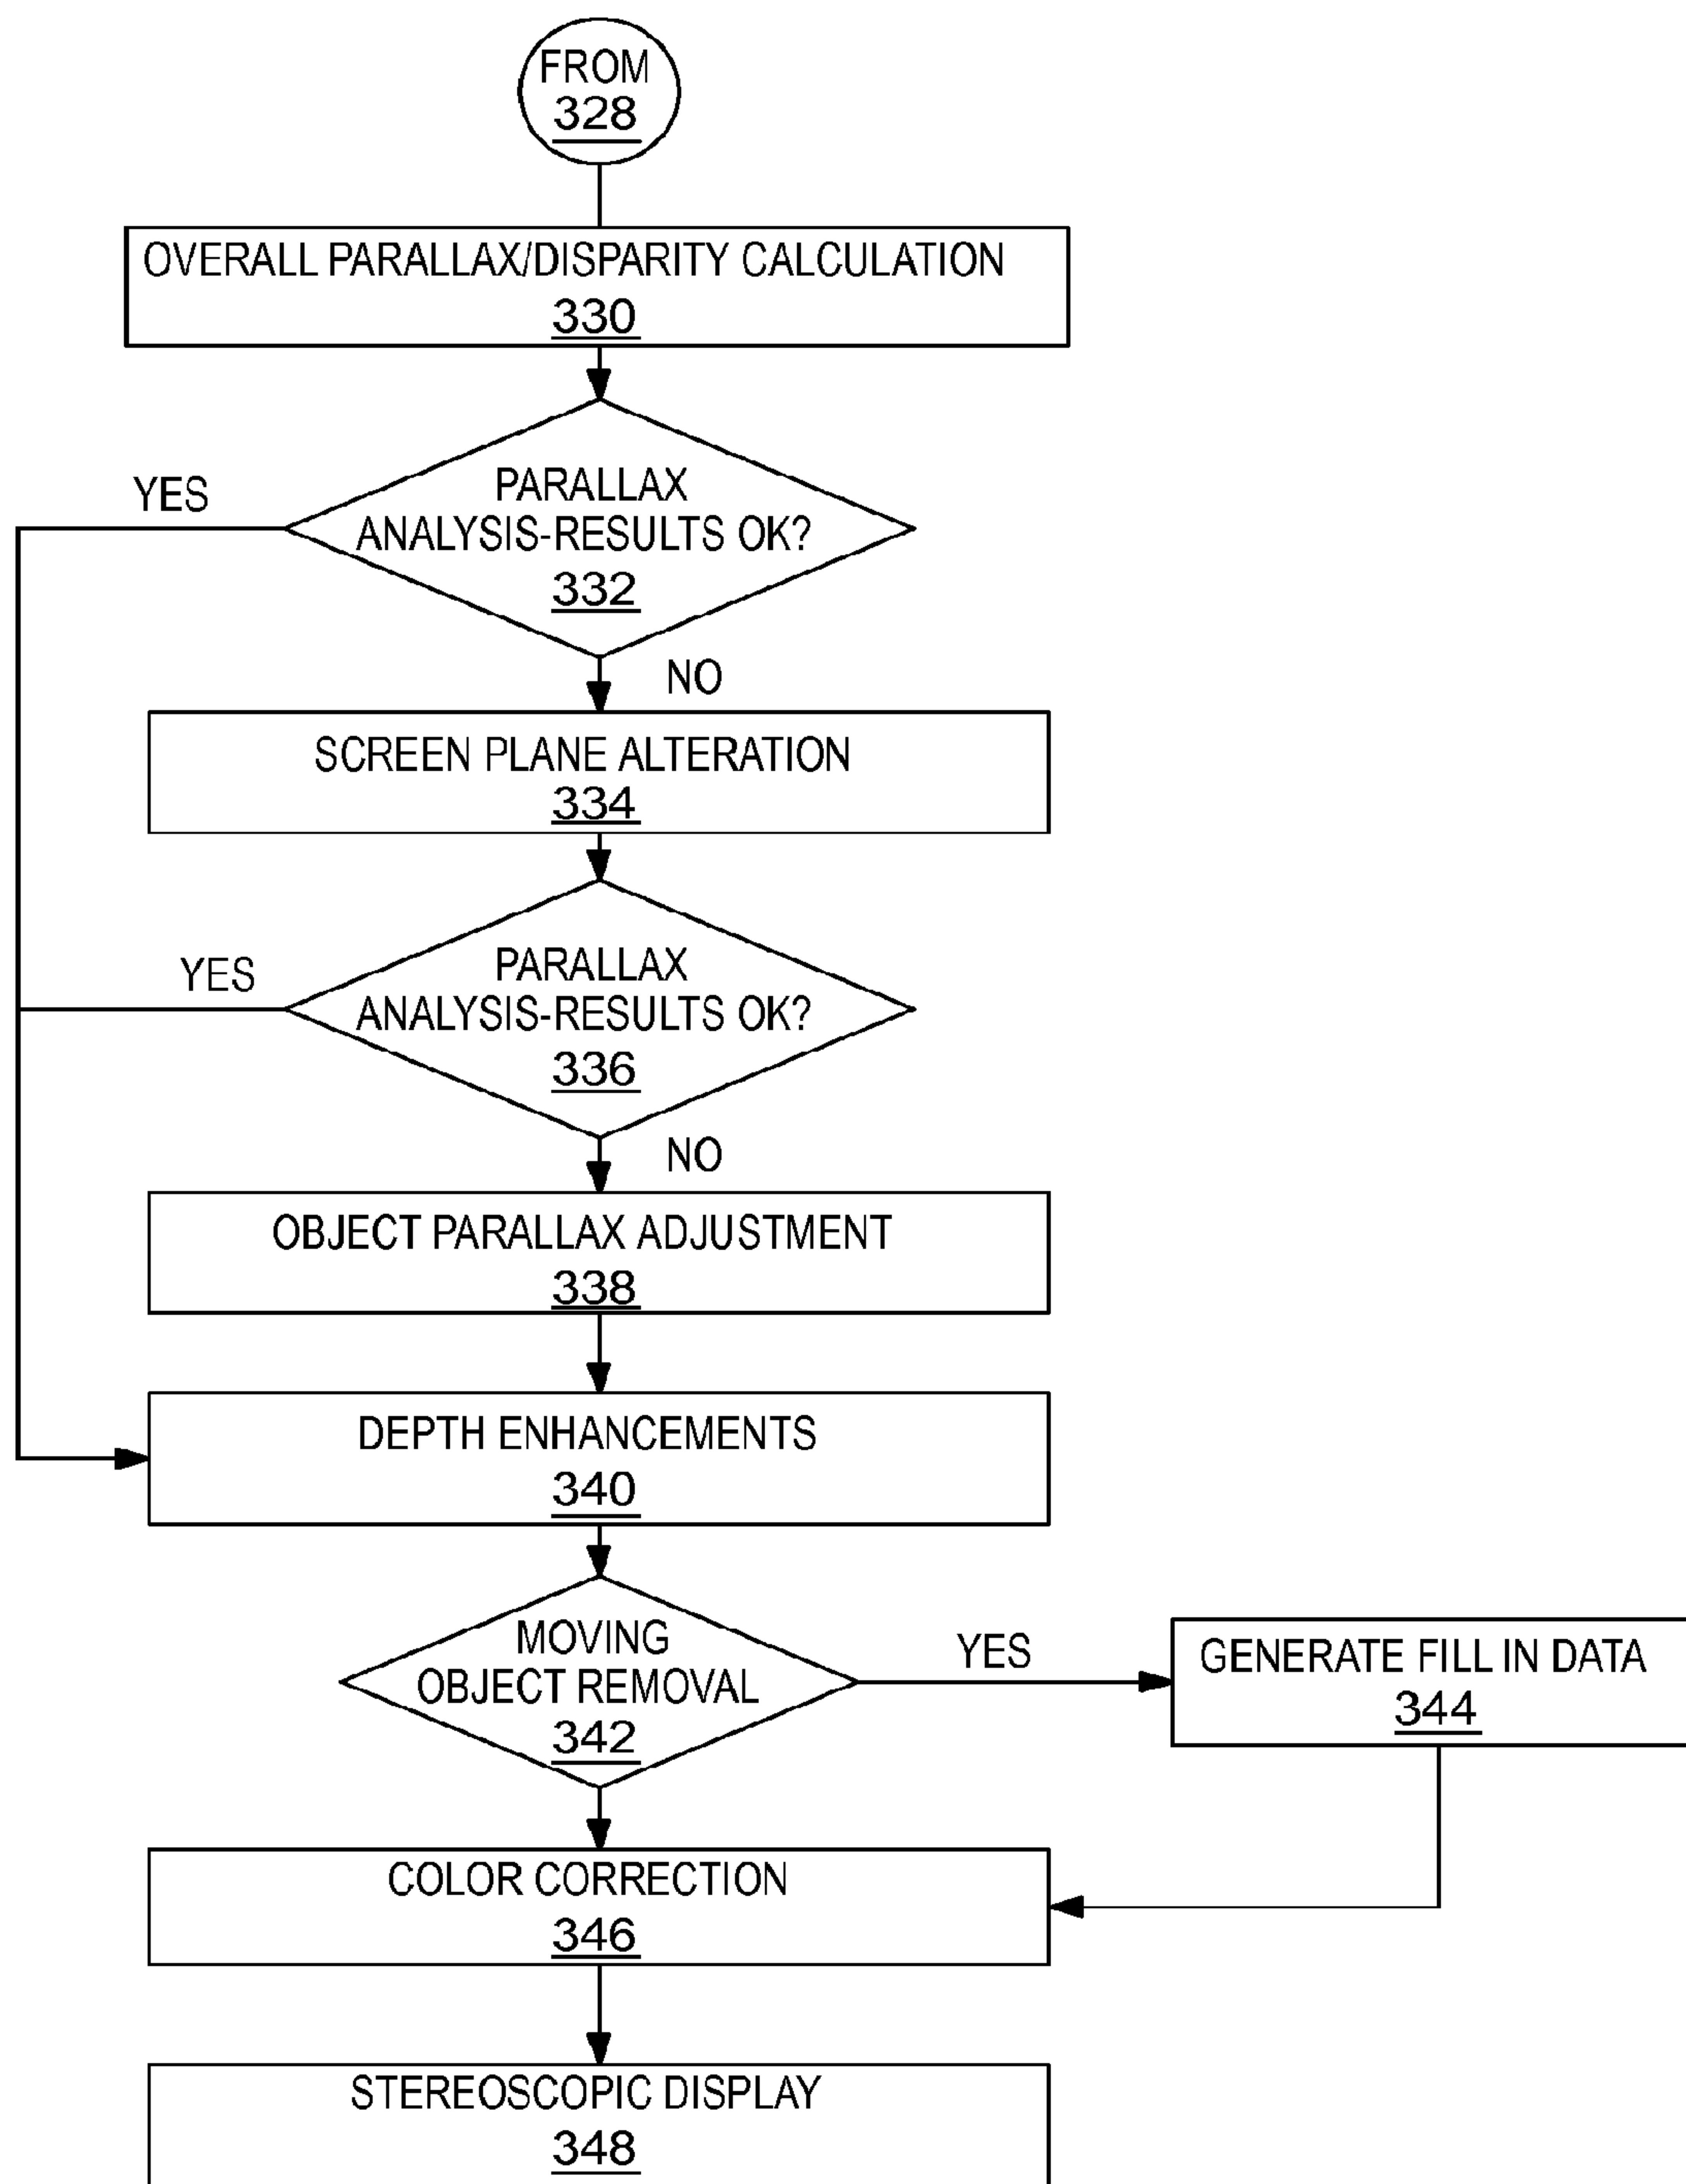 FROM
328
OVERALL PARALLAX/DISPARITY CALCULATION
330
YES
PARALLAX
ANALYSIS-RESULTS OK?
332
NO
SCREEN PLANE ALTERATION
334
YES
PARALLAX
ANALYSIS-RESULTS OK?
336
NO
OBJECT PARALLAX ADJUSTMENT
338
DEPTH ENHANCEMENTS
340
MOVING
OBJECT REMOVAL
342
YES
GENERATE FILL IN DATA
344
COLOR CORRECTION
346
STEREOSCOPIC DISPLAY
348